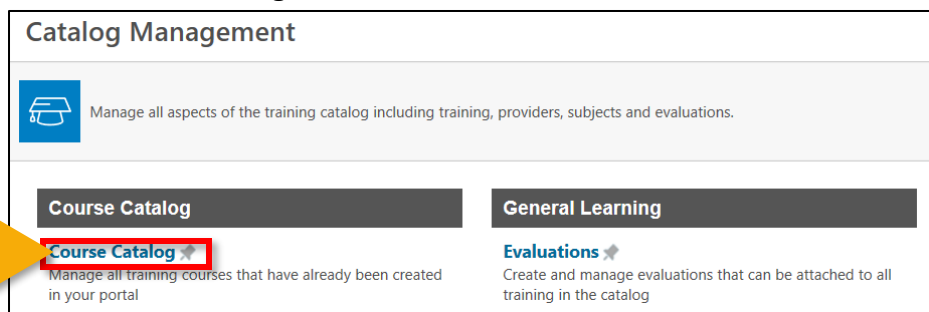 Catalog Management
Manage all aspects of the training catalog including training, providers, subjects and evaluations.
Course Catalog
Course Catalog
Manage all training courses that have already been created
in your portal
General Learning
Evaluations
Create and manage evaluations that can be attached to all
training in the catalog